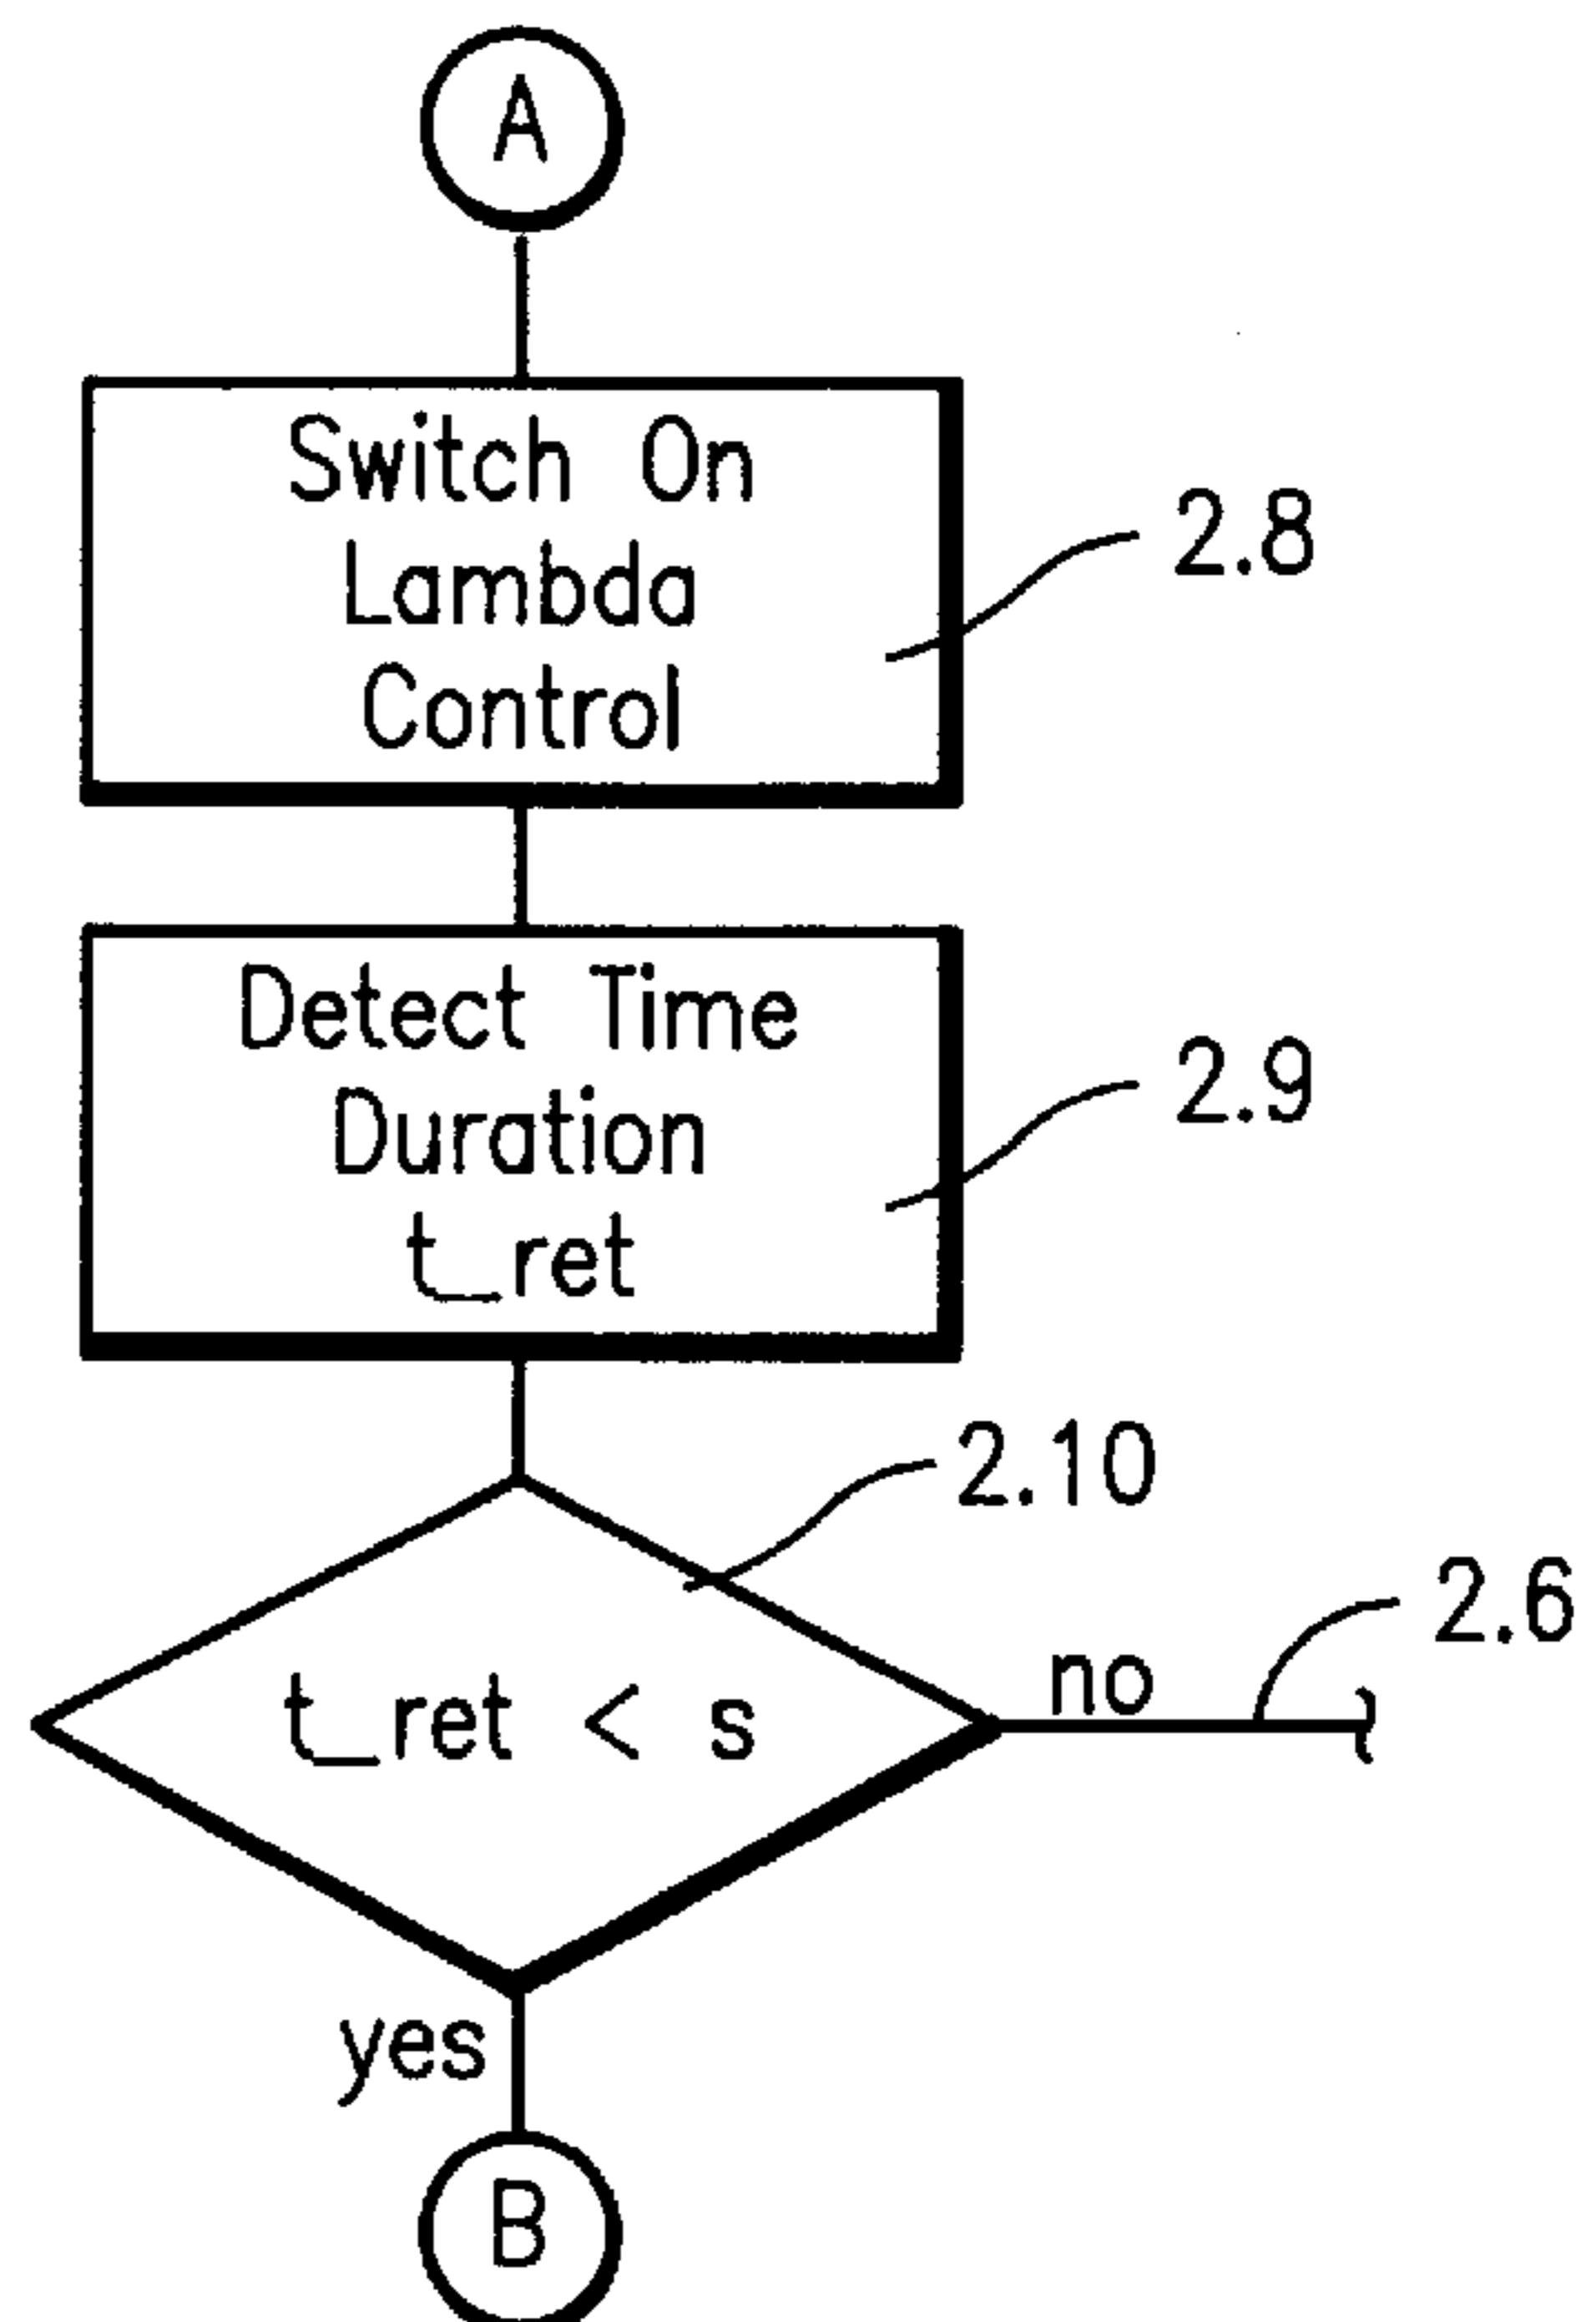 A
Switch On
Lambda
Control
2.8
Detect Time
Duration
t_ret
2.9
2.10
t_ret < s
no
2.6
yes
B